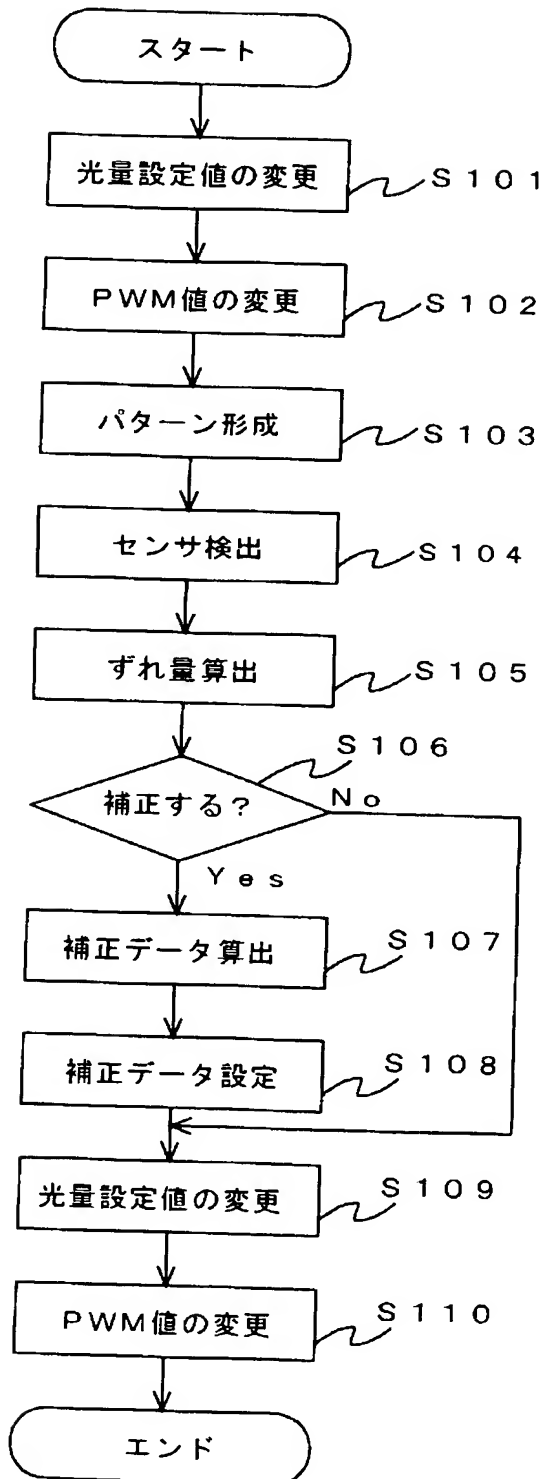 スタート
光量設定値の変更
S101
PWM値の変更
S102
パターン形成
S103
センサ検出
S104
ずれ量算出
S105
S106
補正する?
No
Yes
補正データ算出
S107
補正データ設定
S108
光量設定値の変更
S109
PWM値の変更
S110
エンド